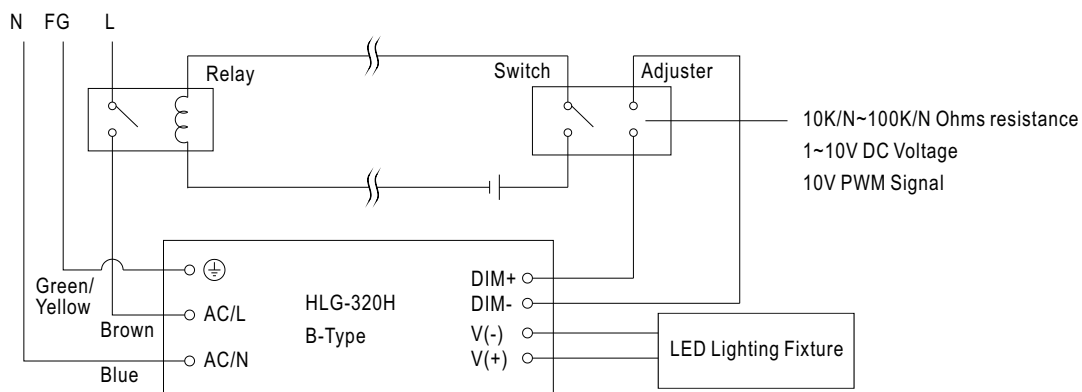 N FG L
Relay
Switch
Adjuster
10K/N~100K/N Ohms resistance
1~10V DC Voltage
10V PWM Signal
Green/
Yellow
Brown
Blue
AC/L
AC/N
HLG-320H
B-Type
DIM+
DIM-
V(-)
V(+)
LED Lighting Fixture